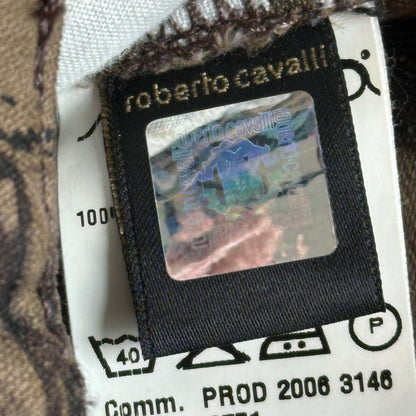 roberto cavalli
roberto cavalli
100
40
P
Comm. PROD 2006 3146